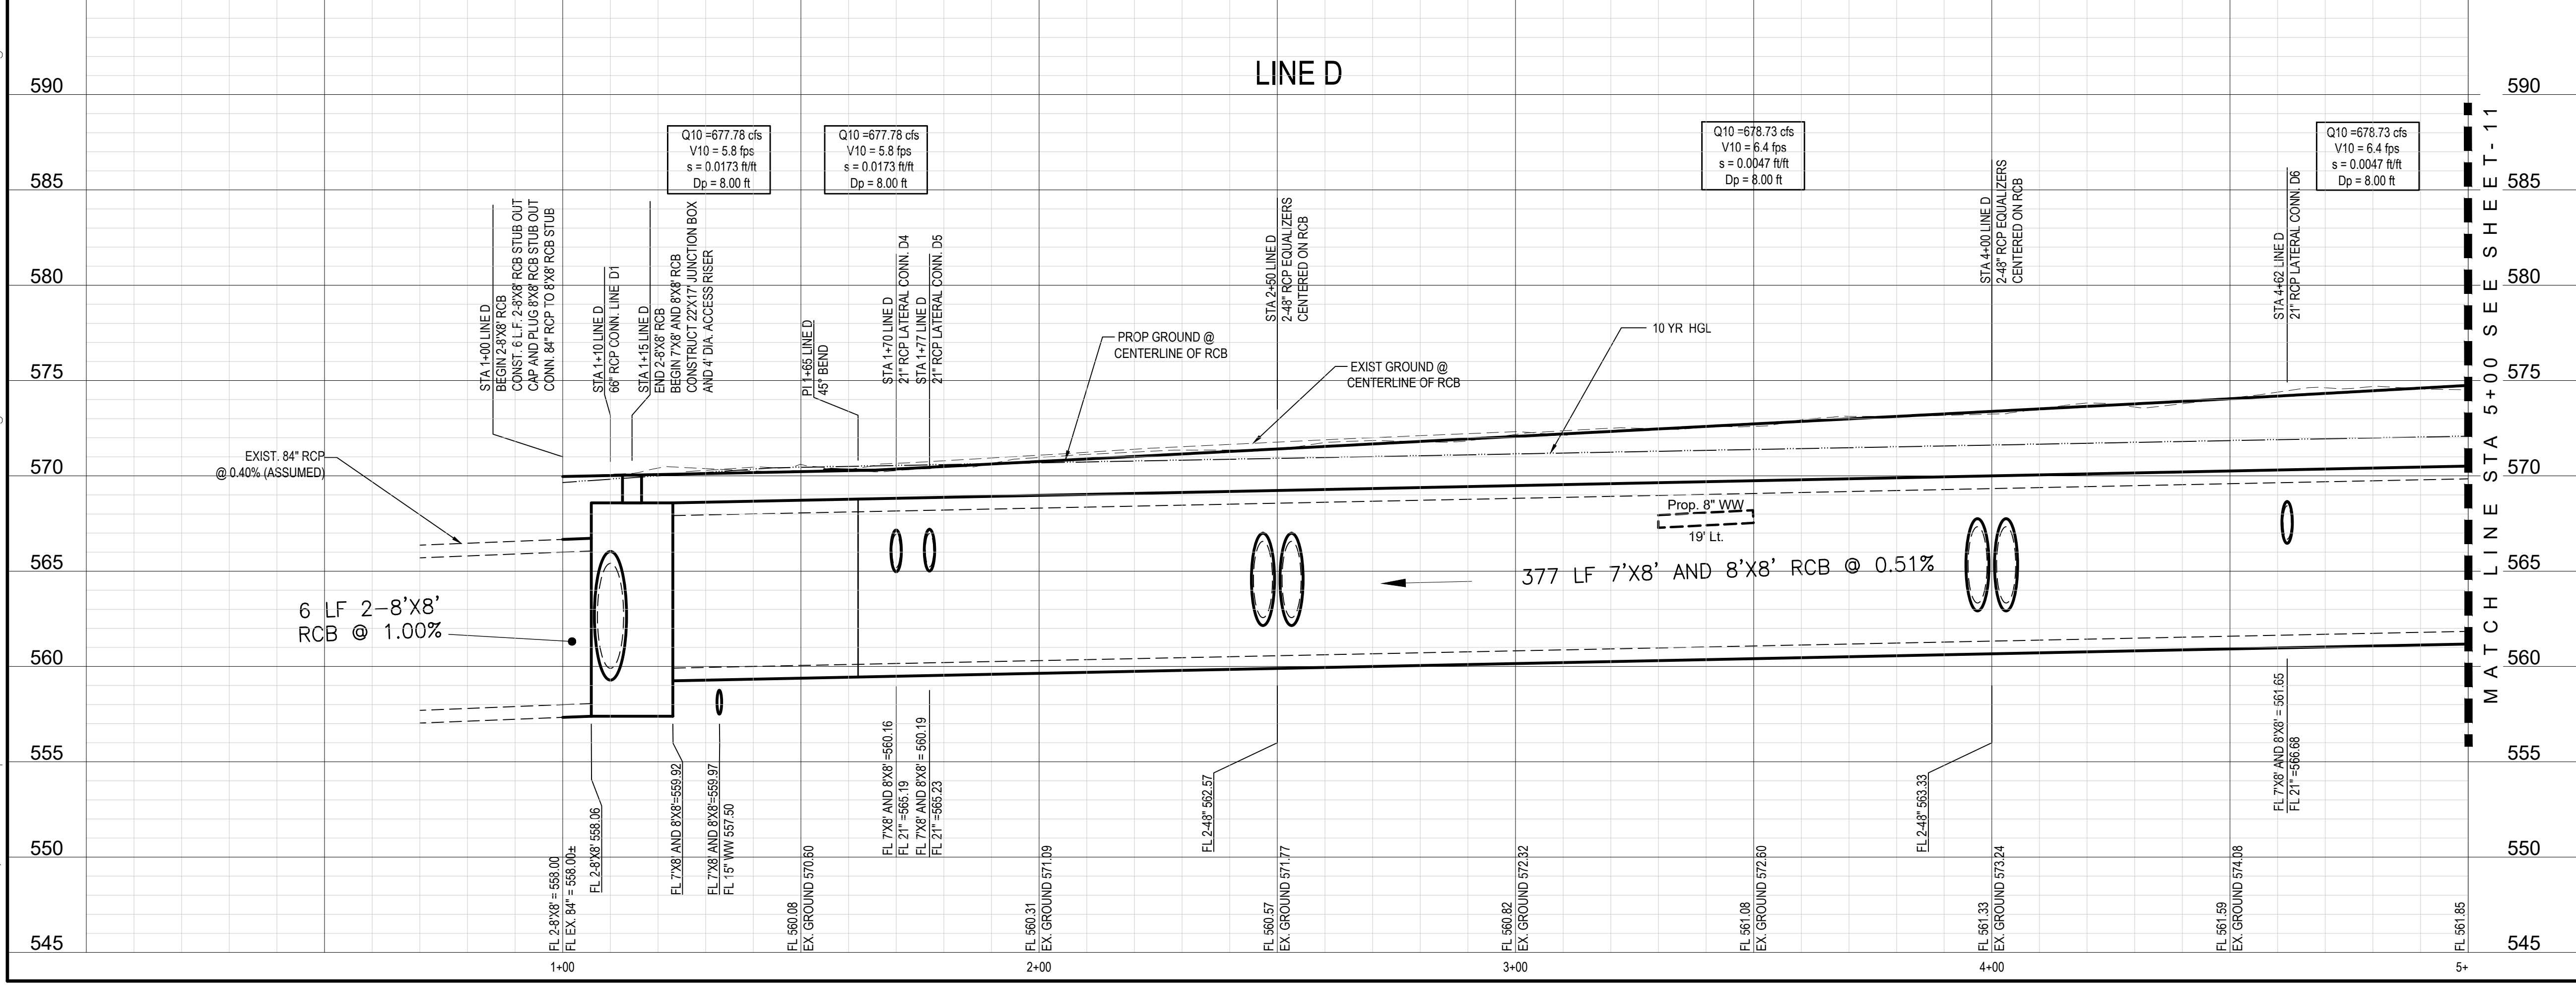 LINE D
590
585
580
575
570
565
560
555
550
545
590
585
580
575
570
565
560
555
550
545
Q10 =677.78 cfs
V10 = 5.8 fps
s = 0.0173 ft/ft
Dp = 8.00 ft
Q10 =677.78 cfs
V10 = 5.8 fps
s = 0.0173 ft/ft
Dp = 8.00 ft
Q10 =678.73 cfs
V10 = 6.4 fps
s = 0.0047 ft/ft
Dp = 8.00 ft
Q10 =678.73 cfs
V10 = 6.4 fps
s = 0.0047 ft/ft
Dp = 8.00 ft
STA 1+00 LINE D
BEGIN 2-8'X8' RCB
CONST. 6 L.F. 2-8'X8' RCB STUB OUT
CAP AND PLUG 8'X8' RCB STUB OUT
CONN. 84" RCP TO 8'X8' RCB STUB
STA 1+10 LINE D
66" RCP CONN. LINE D1
STA 1+15 LINE D
END 2-8'X8' RCB
BEGIN 7'X8' AND 8'X8' RCB
CONSTRUCT 22'X17' JUNCTION BOX
AND 4' DIA. ACCESS RISER
PI 1+65 LINE D
45° BEND
STA 1+70 LINE D
21" RCP LATERAL CONN. D4
STA 1+77 LINE D
21" RCP LATERAL CONN. D5
PROP GROUND @
CENTERLINE OF RCB
STA 2+50 LINE D
2-48" RCP EQUALIZERS
CENTERED ON RCB
EXIST GROUND @
CENTERLINE OF RCB
10 YR HGL
STA 4+00 LINE D
2-48" RCP EQUALIZERS
CENTERED ON RCB
STA 4+62 LINE D
21" RCP LATERAL CONN. D6
MATCH LINE STA 5+00 SEE SHEET-11
EXIST. 84" RCP
@ 0.40% (ASSUMED)
6 LF 2-8'X8'
RCB @ 1.00%
Prop. 8" WW
19' Lt.
377 LF 7'X8' AND 8'X8' RCB @ 0.51%
FL 2-8'X8' = 558.00
FL EX. 84" = 558.00±
FL 2-8'X8' 558.06
FL 7'X8' AND 8'X8'=559.92
FL 7'X8' AND 8'X8'=559.97
FL 15" WW 557.50
FL 560.08
EX. GROUND 570.60
FL 7'X8' AND 8'X8' =560.16
FL 21" =565.19
FL 7'X8' AND 8'X8' = 560.19
FL 21" =565.23
FL 560.31
EX. GROUND 571.09
FL 2-48" 562.57
FL 560.57
EX. GROUND 571.77
FL 560.82
EX. GROUND 572.32
FL 561.08
EX. GROUND 572.60
FL 2-48" 563.33
FL 561.33
EX. GROUND 573.24
FL 561.59
EX. GROUND 574.08
FL 7'X8' AND 8'X8' = 561.65
FL 21" =566.68
FL 561.85
1+00
2+00
3+00
4+00
5+